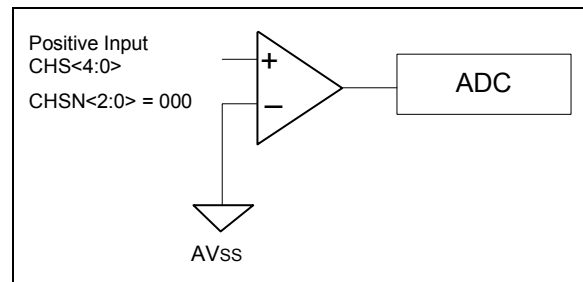 Positive Input
CHS<4:0>
CHSN<2:0> = 000
+
–
ADC
AVSS